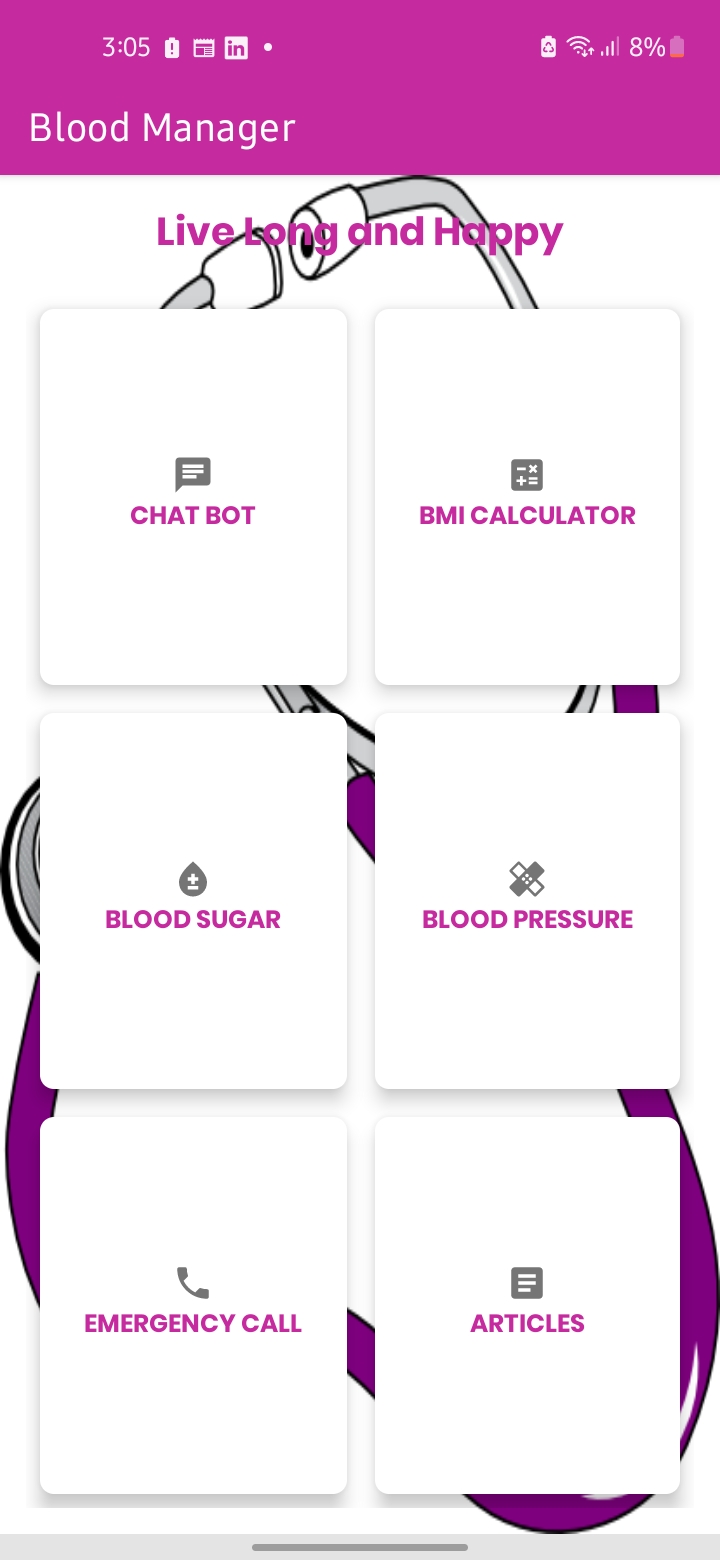 3:05 8%
Blood Manager
Live Long and Happy
CHAT BOT
BMI CALCULATOR
BLOOD SUGAR
BLOOD PRESSURE
EMERGENCY CALL
ARTICLES